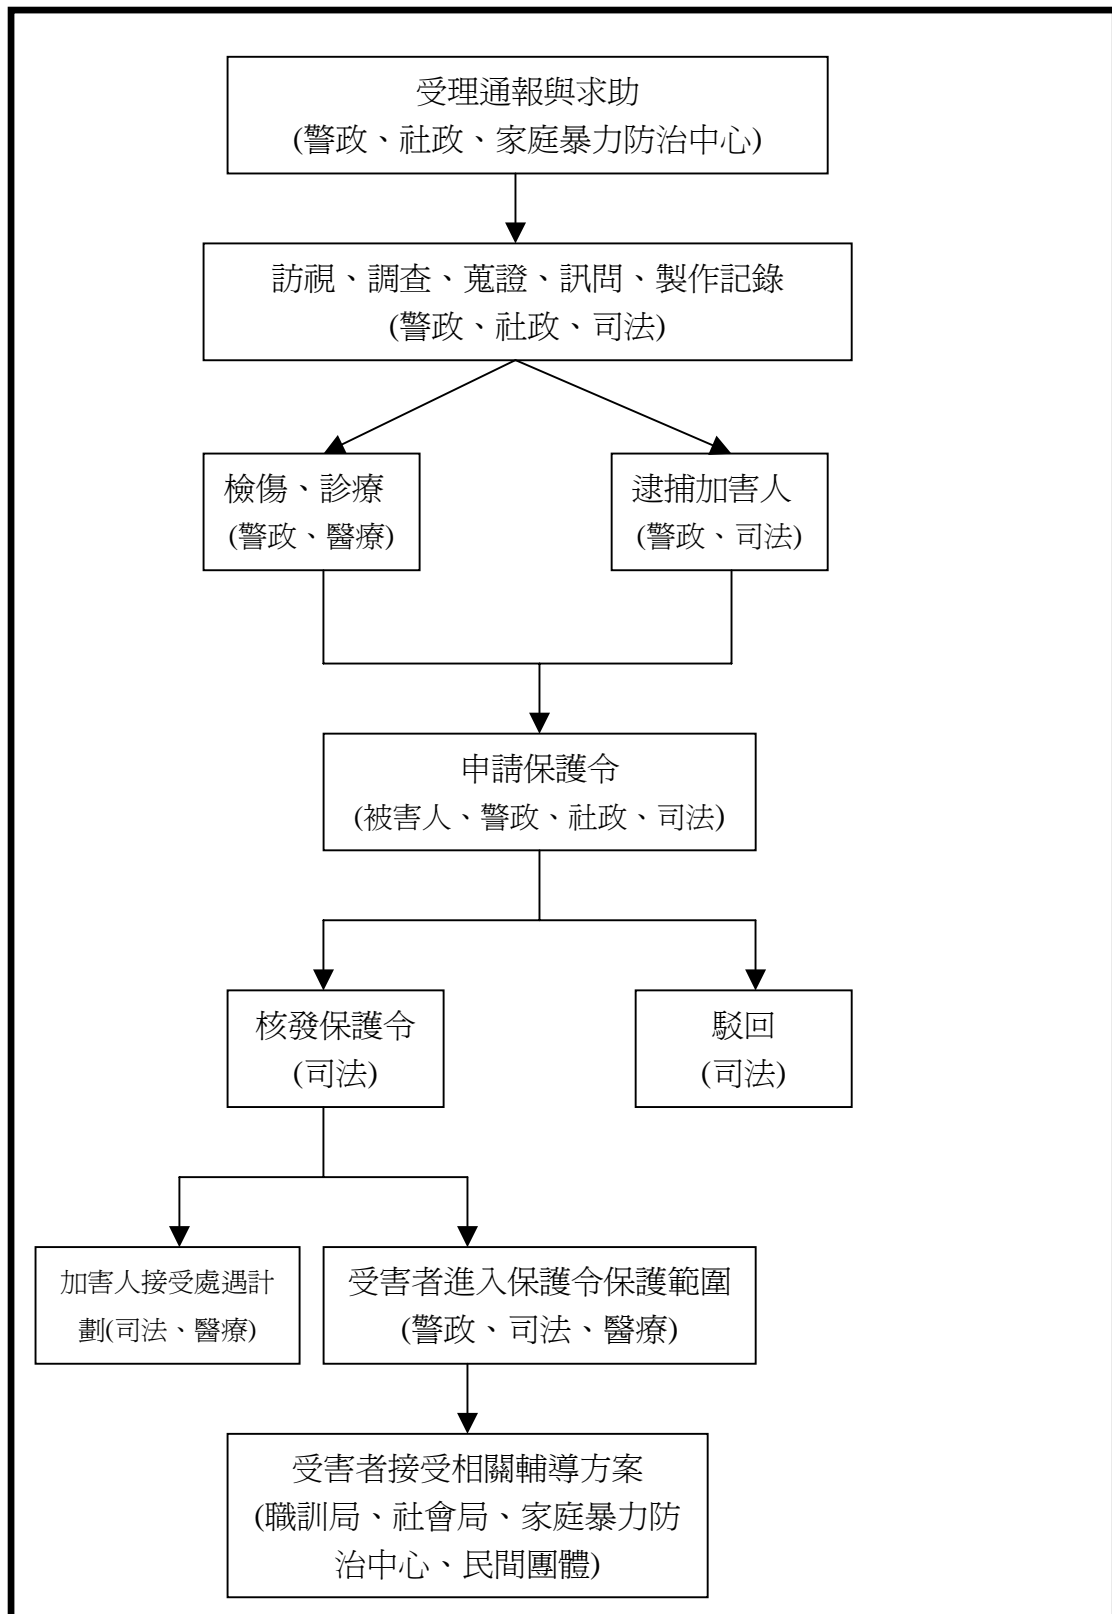 受理通報與求助
(警政、社政、家庭暴力防治中心)
訪視、調查、蒐證、訊問、製作記錄
(警政、社政、司法)
檢傷、診療
(警政、醫療)
逮捕加害人
(警政、司法)
申請保護令
(被害人、警政、社政、司法)
核發保護令
(司法)
駁回
(司法)
加害人接受處遇計
劃(司法、醫療)
受害者進入保護令保護範圍
(警政、司法、醫療)
受害者接受相關輔導方案
(職訓局、社會局、家庭暴力防
治中心、民間團體)